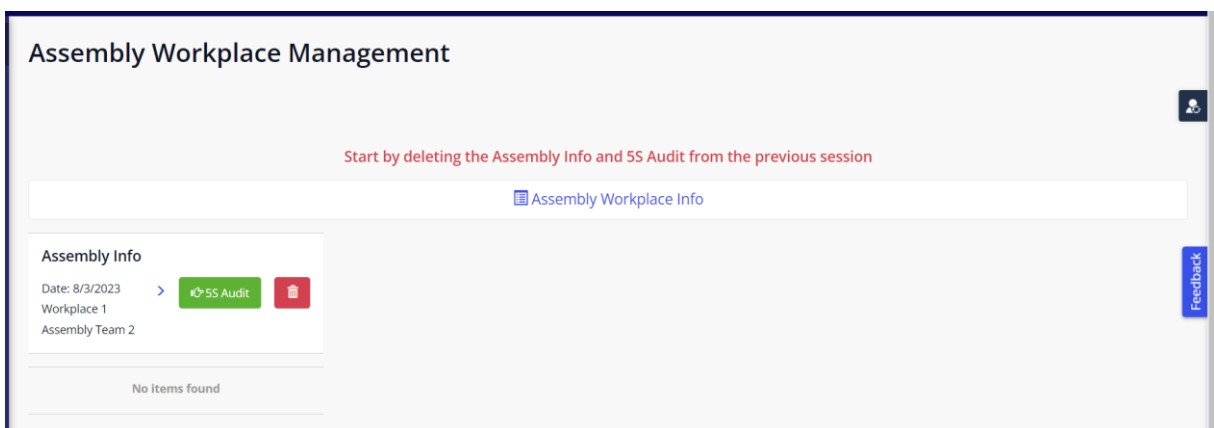 Assembly Workplace Management
Start by deleting the Assembly Info and 5S Audit from the previous session
Assembly Workplace Info
Assembly Info
Date: 8/3/2023
5S Audit
Workplace 1
Assembly Team 2
Feedback
No items found